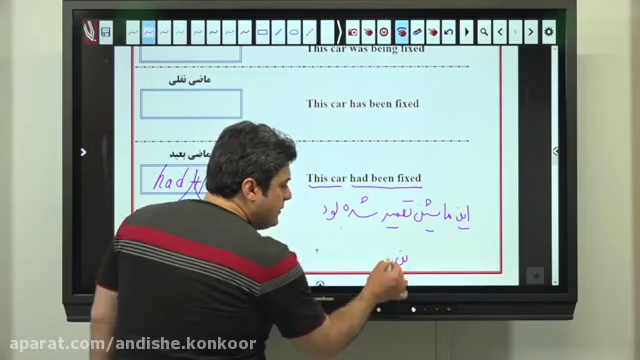 This car was being fixed
ماضی نقلی
This car has been fixed
ماضی بعید
had
This car had been fixed
این ماشین تعمیر شده بود
aparat.com/andishe.konkoor